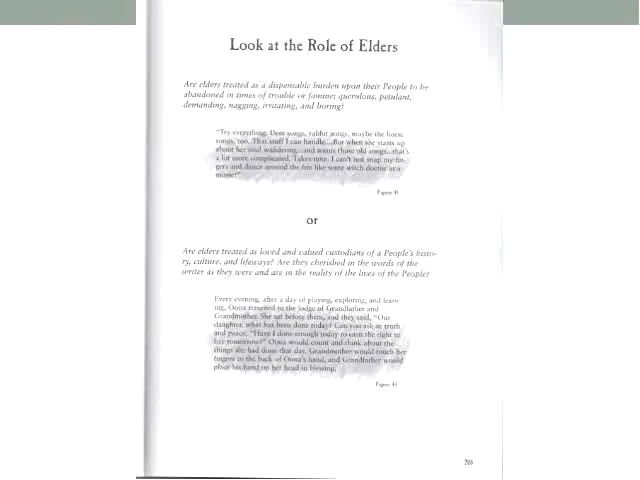 Look at the Role of Elders
Are elders treated as a dispensable burden upon their People to be
abandoned in times of trouble or famine; querulous, petulant,
demanding, nagging, irritating, and boring?
"Try everything. Deer songs, rabbit songs, maybe the horse
songs, too. That stuff I can handle....But when she starts up
about her soul wandering...and wants those old songs...that's
a lot more complicated. Takes time. I can't just snap my fin-
gers and dance around the fire like some witch doctor in a
movie!"
Figure 43
or
Are elders treated as loved and valued custodians of a People's histo-
ry, culture, and lifeways? Are they cherished in the words of the
writer as they were and are in the reality of the lives of the People?
Every evening, after a day of playing, exploring, and learn-
ing, Oona returned to the lodge of Grandfather and
Grandmother. She sat before them, and they said, "Our
daughter, what has been done today? Can you ask in truth
and peace, "Have I done enough today to earn the right to
live tomorrow?" Oona would count and think about the
things she had done that day. Grandmother would touch her
fingers to the back of Oona's hand, and Grandfather would
place his hand on her head in blessing.
Figure 44